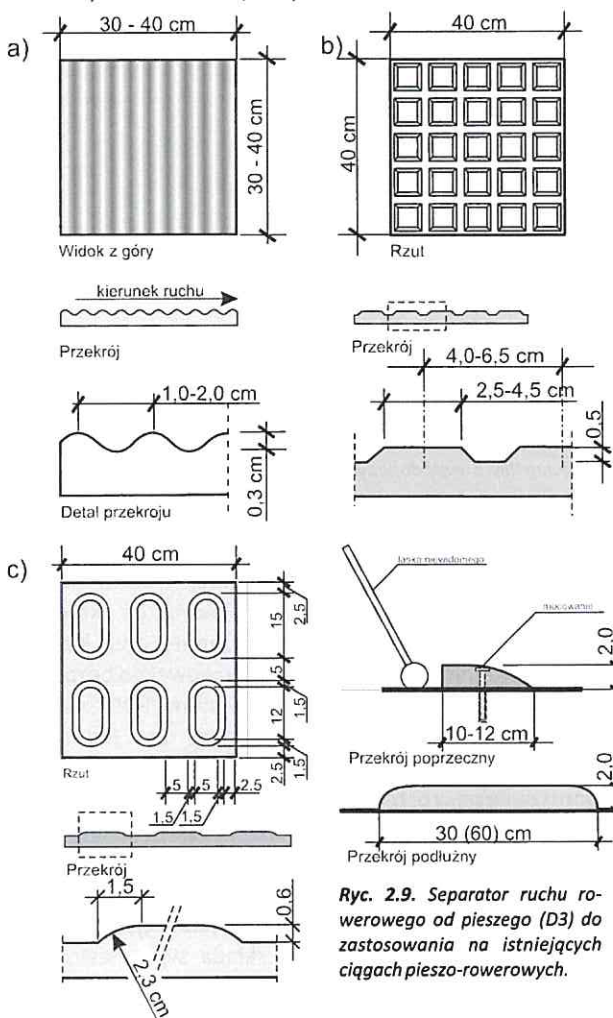 a)
30 - 40 cm
30 - 40 cm
Widok z góry
kierunek ruchu
Przekrój
1,0-2,0 cm
0,3 cm
Detal przekroju
b)
40 cm
40 cm
Rzut
Przekrój
4,0-6,5 cm
2,5-4,5 cm
0,5
c)
40 cm
2,5
15
5
1,5
12
1,5
2,5
Rzut
5
5
2.5
1.5
1.5
Przekrój
1,5
0,6
2,3 cm
laska niewidomego
mocowanie
2,0
10-12 cm
Przekrój poprzeczny
2,0
30 (60) cm
Przekrój podłużny
Ryc. 2.9. Separator ruchu ro-
werowego od pieszego (D3) do
zastosowania na istniejących
ciągach pieszo-rowerowych.